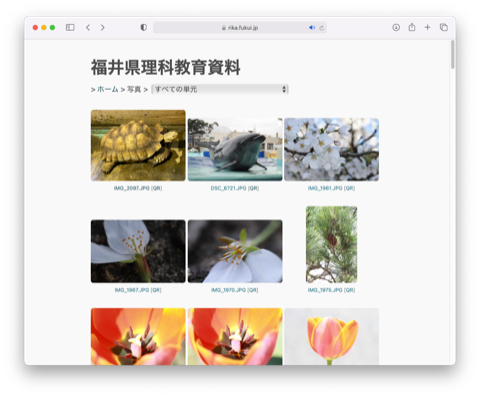 rika.fukui.jp
福井県理科教育資料
> ホーム > 写真 > すべての単元
IMG_2097.JPG [QR] DSC_6721.JPG [QR] IMG_1961.JPG [QR]
IMG_1967.JPG [QR] IMG_1970.JPG [QR] IMG_1975.JPG [QR]